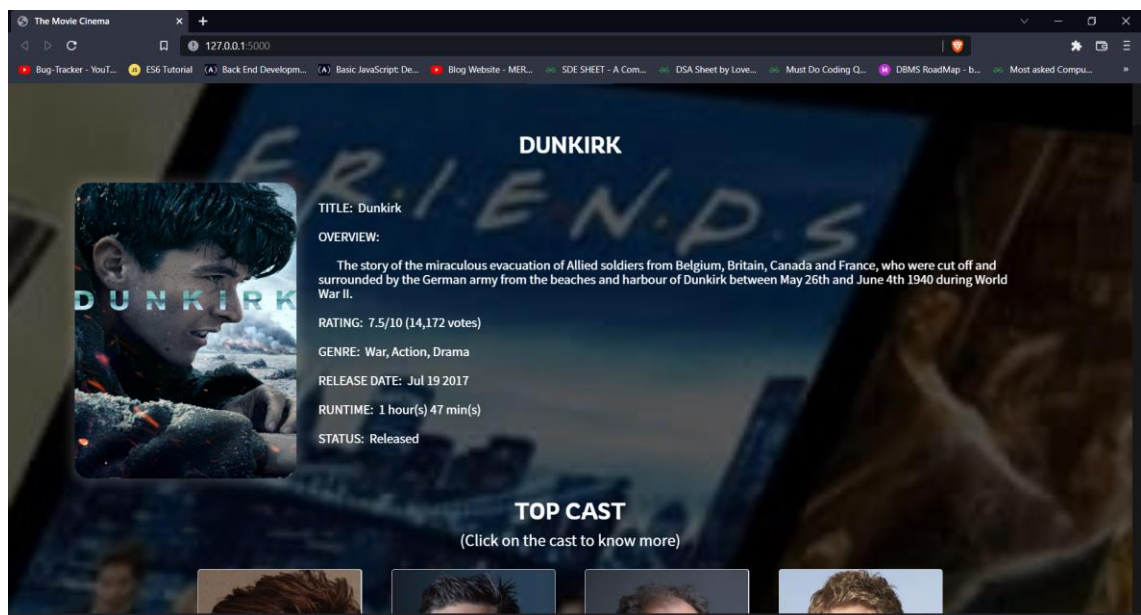 The Movie Cinema
127.0.0.1:5000
Bug-Tracker - YouT... JS ES6 Tutorial (A) Back End Developm... (A) Basic JavaScript: De... Blog Website - MER... SDE SHEET - A Com... DSA Sheet by Love... Must Do Coding Q... M DBMS RoadMap - b... Most asked Compu... »
DUNKIRK
F·R·I·E·N·D·S
DUNKIRK
TITLE: Dunkirk
OVERVIEW:
The story of the miraculous evacuation of Allied soldiers from Belgium, Britain, Canada and France, who were cut off and
surrounded by the German army from the beaches and harbour of Dunkirk between May 26th and June 4th 1940 during World
War II.
RATING: 7.5/10 (14,172 votes)
GENRE: War, Action, Drama
RELEASE DATE: Jul 19 2017
RUNTIME: 1 hour(s) 47 min(s)
STATUS: Released
TOP CAST
(Click on the cast to know more)